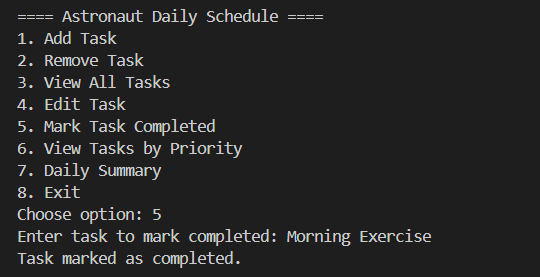 ==== Astronaut Daily Schedule ====
1. Add Task
2. Remove Task
3. View All Tasks
4. Edit Task
5. Mark Task Completed
6. View Tasks by Priority
7. Daily Summary
8. Exit
Choose option: 5
Enter task to mark completed: Morning Exercise
Task marked as completed.